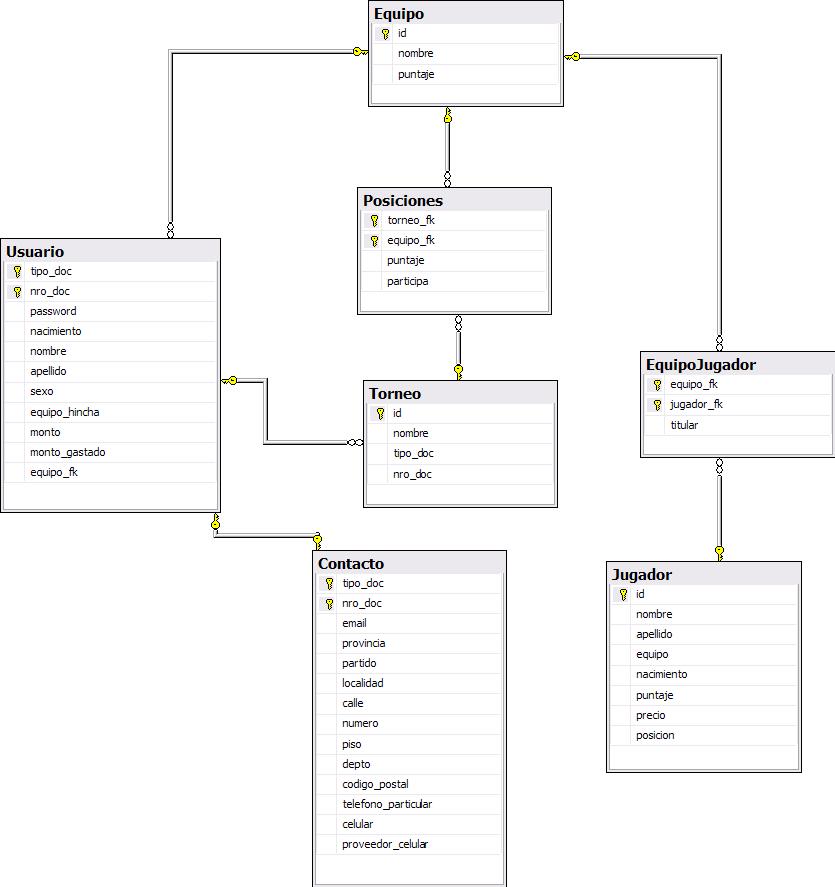 Equipo
id
nombre
puntaje
Posiciones
torneo_fk
equipo_fk
puntaje
participa
Usuario
tipo_doc
nro_doc
password
nacimiento
nombre
apellido
sexo
equipo_hincha
monto
monto_gastado
equipo_fk
Torneo
id
nombre
tipo_doc
nro_doc
EquipoJugador
equipo_fk
jugador_fk
titular
Contacto
tipo_doc
nro_doc
email
provincia
partido
localidad
calle
numero
piso
depto
codigo_postal
telefono_particular
celular
proveedor_celular
Jugador
id
nombre
apellido
equipo
nacimiento
puntaje
precio
posicion